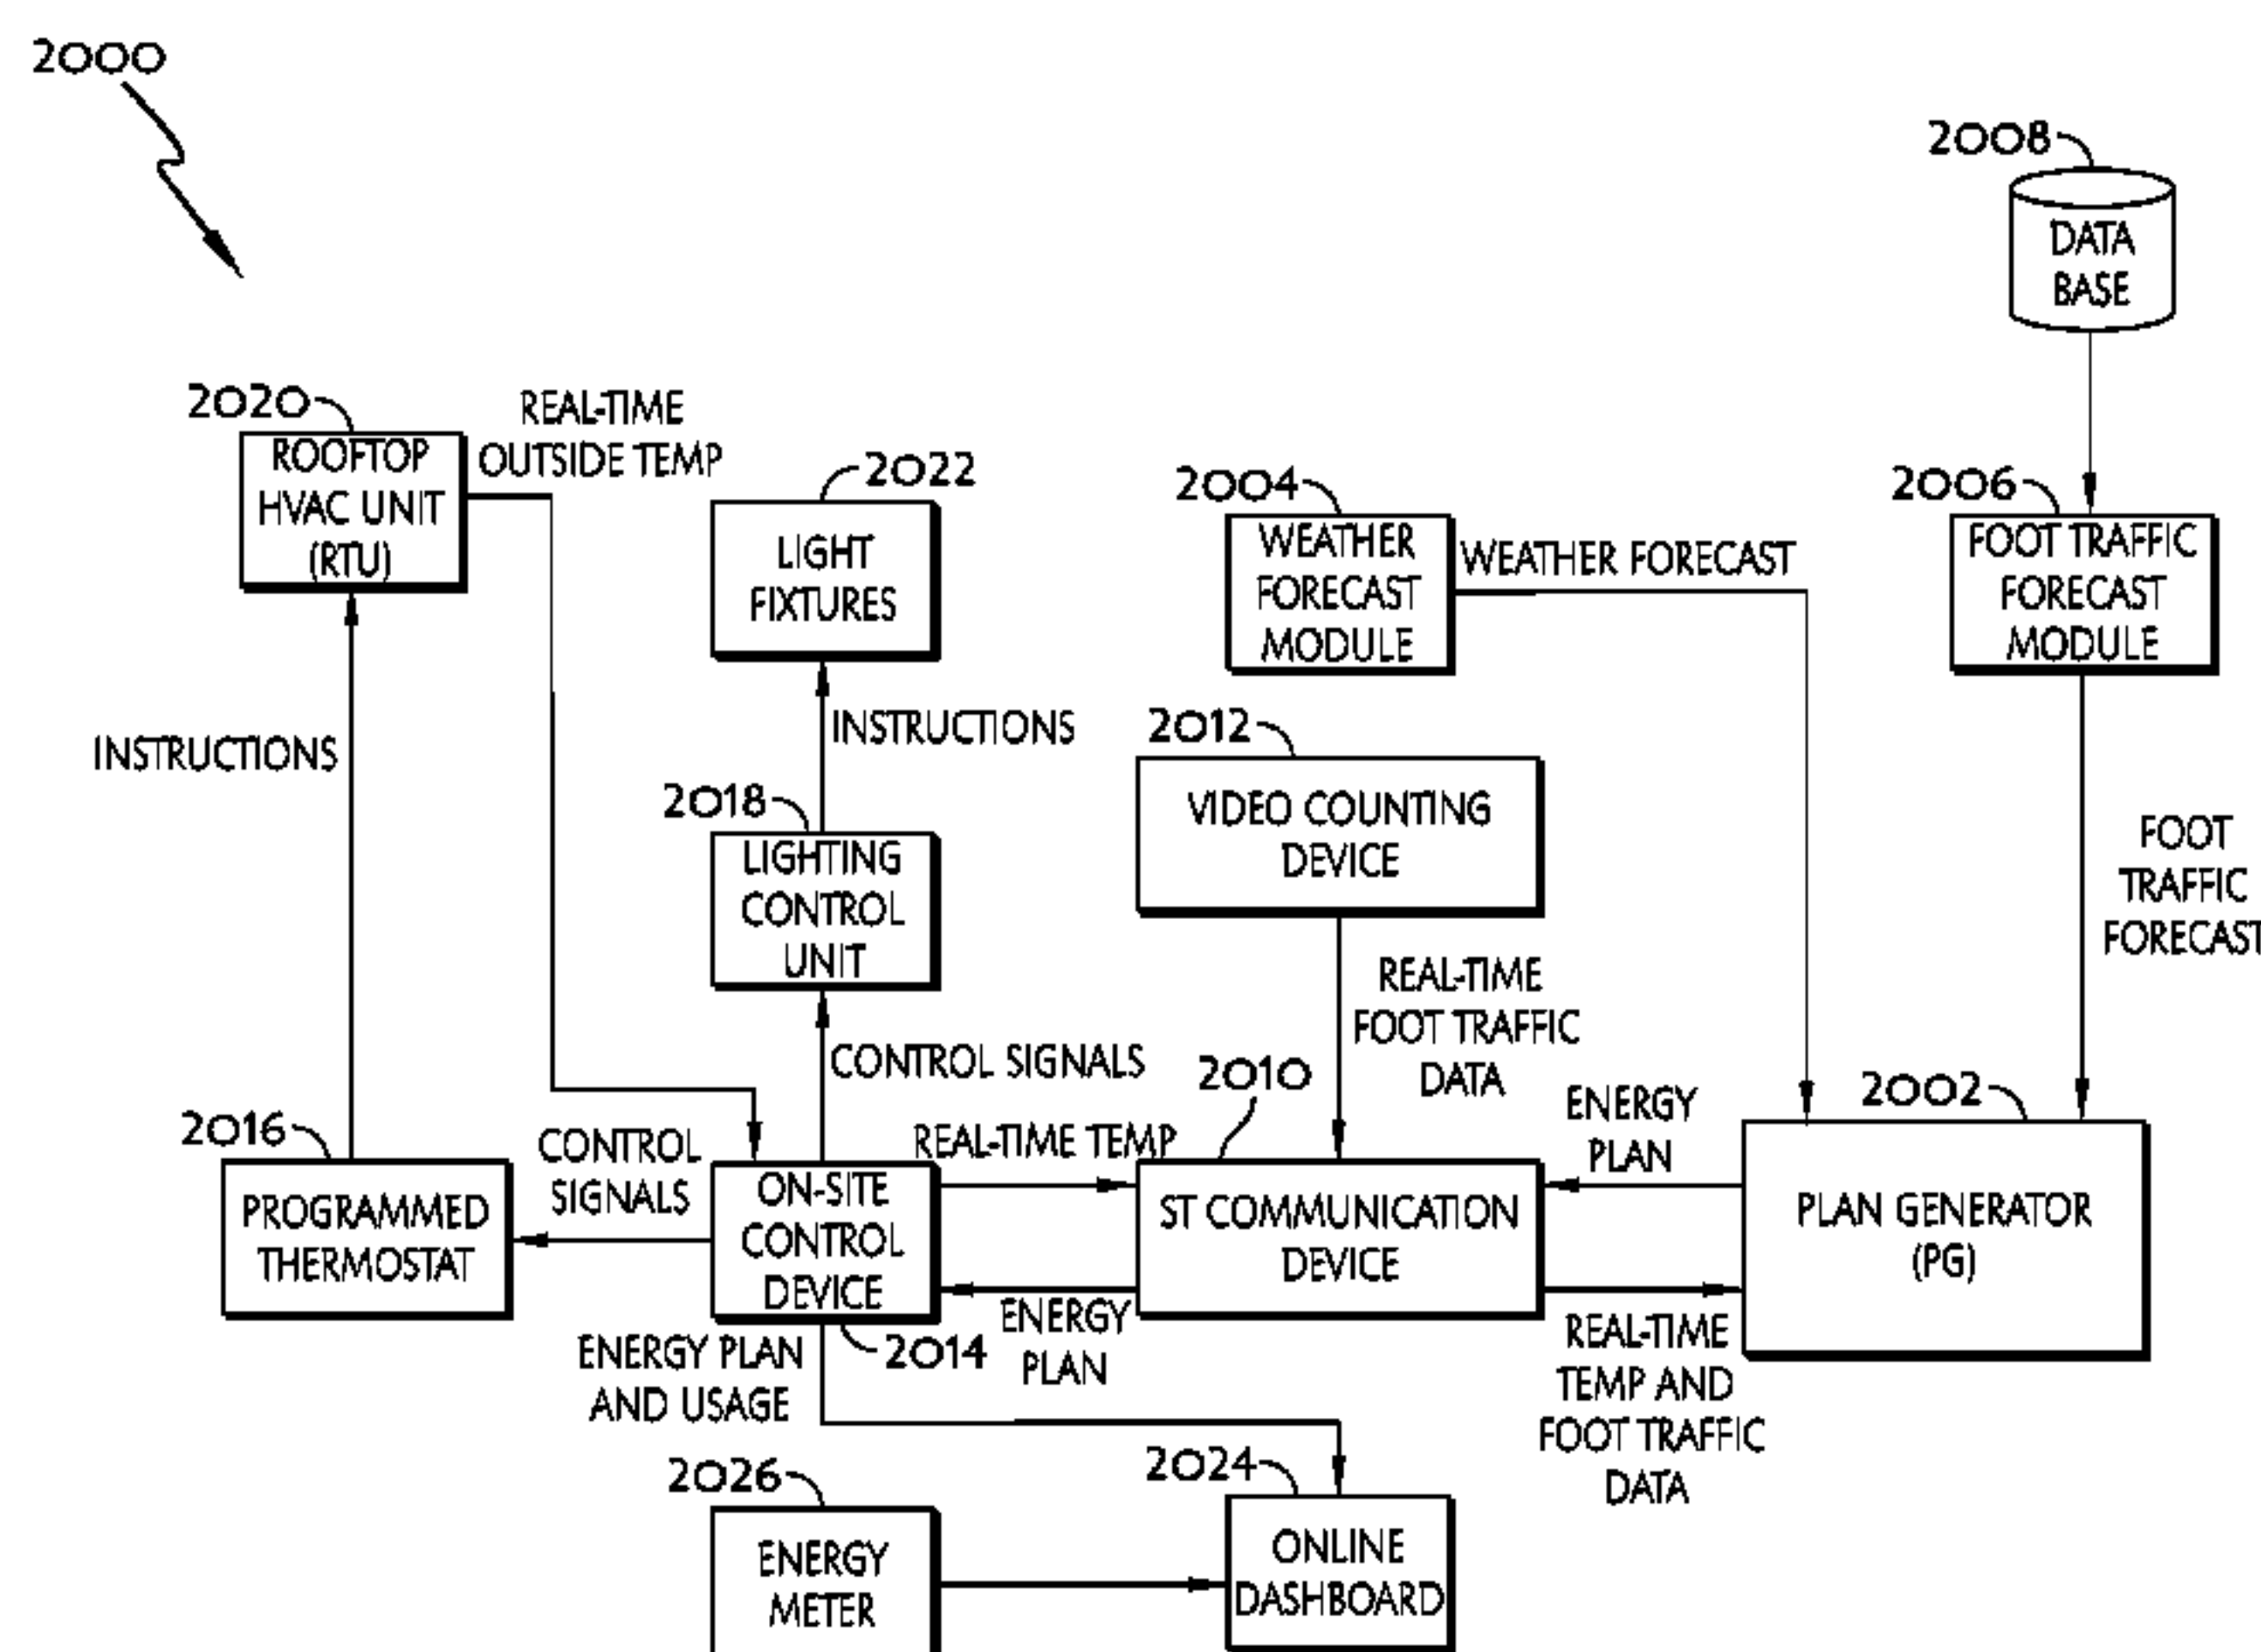 2000
2008
DATA
BASE
2020
REAL-TIME
OUTSIDE TEMP
ROOFTOP
HVAC UNIT
(RTU)
2022
LIGHT
FIXTURES
2004
WEATHER
FORECAST
MODULE
WEATHER FORECAST
2006
FOOT TRAFFIC
FORECAST
MODULE
INSTRUCTIONS
INSTRUCTIONS
2012
VIDEO COUNTING
DEVICE
2018
LIGHTING
CONTROL
UNIT
FOOT
TRAFFIC
FORECAST
REAL-TIME
FOOT TRAFFIC
DATA
CONTROL SIGNALS
2010
ENERGY
PLAN
2002
2016
PROGRAMMED
THERMOSTAT
CONTROL
SIGNALS
REAL-TIME TEMP
ON-SITE
CONTROL
DEVICE
ST COMMUNICATION
DEVICE
PLAN GENERATOR
(PG)
ENERGY PLAN
AND USAGE
2014
ENERGY
PLAN
REAL-TIME
TEMP AND
FOOT TRAFFIC
DATA
2026
ENERGY
METER
2024
ONLINE
DASHBOARD